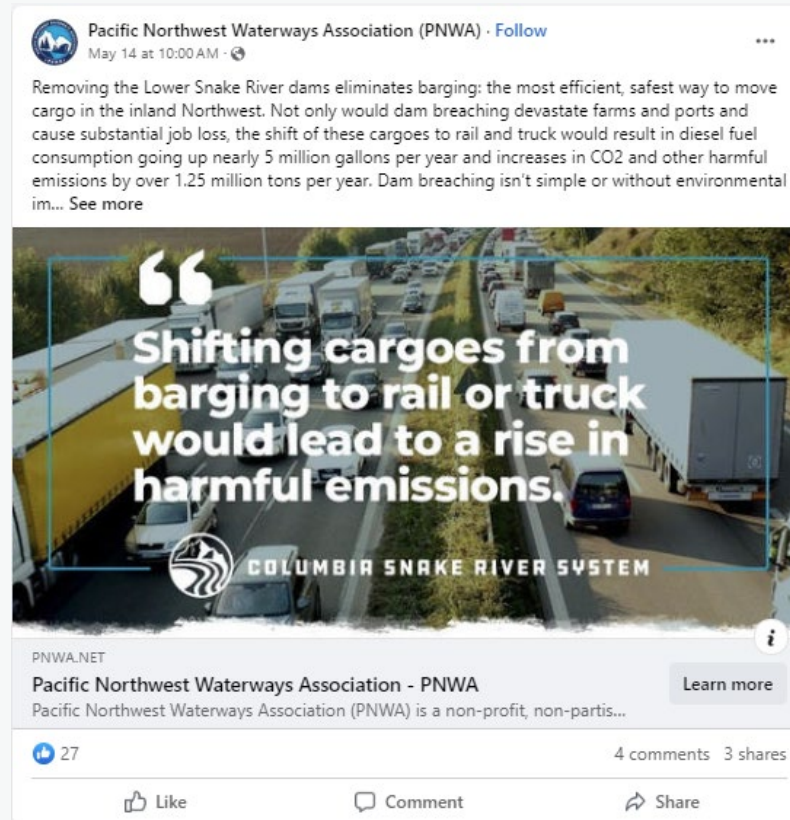 Pacific Northwest Waterways Association (PNWA) · Follow
May 14 at 10:00 AM ·
Removing the Lower Snake River dams eliminates barging: the most efficient, safest way to move
cargo in the inland Northwest. Not only would dam breaching devastate farms and ports and
cause substantial job loss, the shift of these cargoes to rail and truck would result in diesel fuel
consumption going up nearly 5 million gallons per year and increases in CO2 and other harmful
emissions by over 1.25 million tons per year. Dam breaching isn't simple or without environmental
im... See more
“
Shifting cargoes from
barging to rail or truck
would lead to a rise in
harmful emissions.
COLUMBIA SNAKE RIVER SYSTEM
PNWA.NET
Pacific Northwest Waterways Association - PNWA
Learn more
Pacific Northwest Waterways Association (PNWA) is a non-profit, non-partis...
27
4 comments 3 shares
Like Comment Share